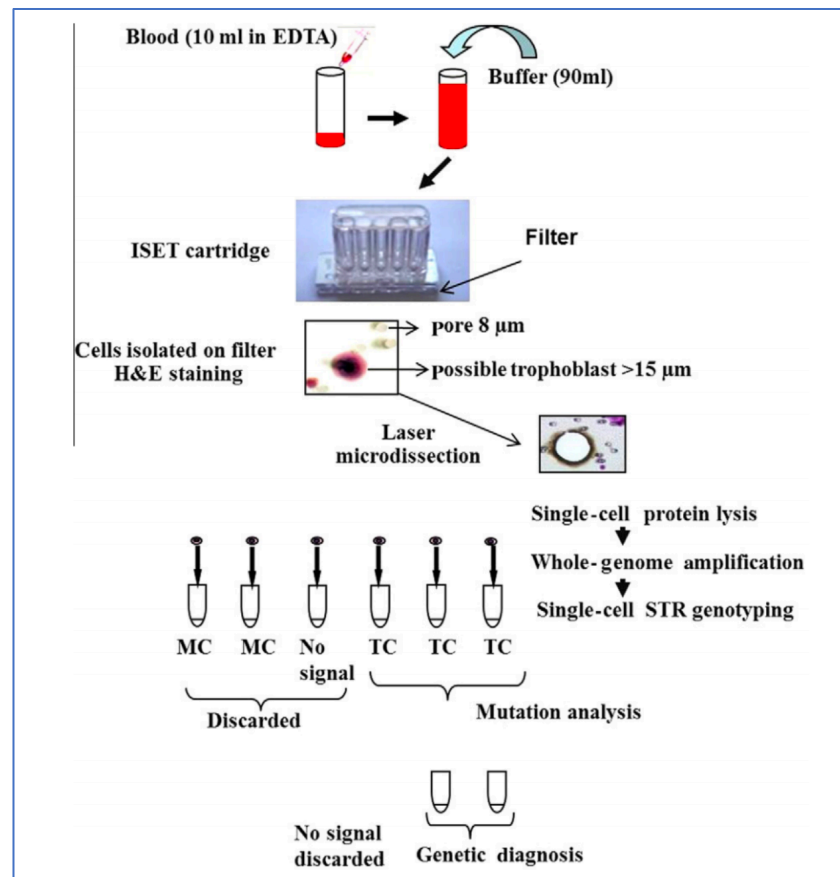 Blood (10 ml in EDTA)
Buffer (90ml)
ISET cartridge
Filter
Cells isolated on filter
H&E staining
pore 8 µm
possible trophoblast >15 µm
Laser
microdissection
Single-cell protein lysis
Whole-genome amplification
Single-cell STR genotyping
MC MC No TC TC TC
signal
Discarded
Mutation analysis
No signal
discarded
Genetic diagnosis